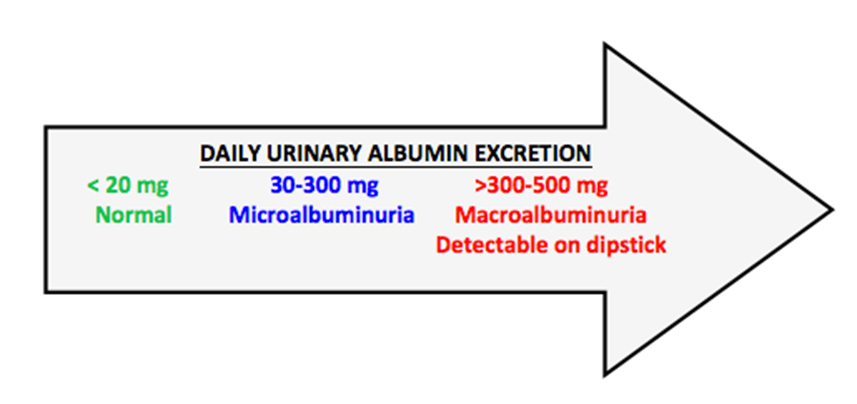 DAILY URINARY ALBUMIN EXCRETION
< 20 mg 30-300 mg >300-500 mg
Normal Microalbuminuria Macroalbuminuria
Detectable on dipstick